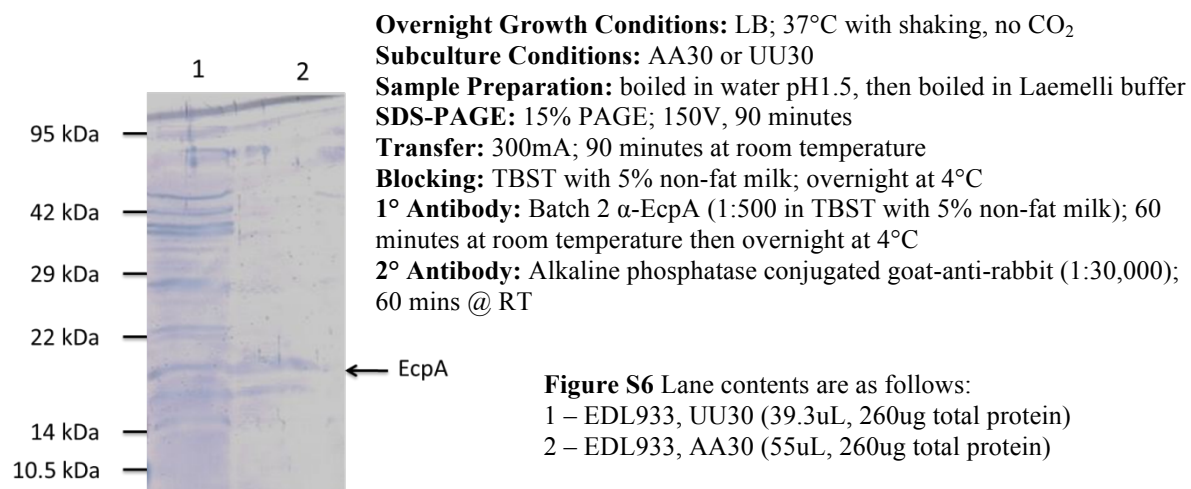 Overnight Growth Conditions: LB; 37°C with shaking, no CO₂
Subculture Conditions: AA30 or UU30
Sample Preparation: boiled in water pH1.5, then boiled in Laemelli buffer
SDS-PAGE: 15% PAGE; 150V, 90 minutes
Transfer: 300mA; 90 minutes at room temperature
Blocking: TBST with 5% non-fat milk; overnight at 4°C
1° Antibody: Batch 2 α-EcpA (1:500 in TBST with 5% non-fat milk); 60
minutes at room temperature then overnight at 4°C
2° Antibody: Alkaline phosphatase conjugated goat-anti-rabbit (1:30,000);
60 mins @ RT
1 2
95 kDa
42 kDa
29 kDa
22 kDa
EcpA
14 kDa
10.5 kDa
Figure S6 Lane contents are as follows:
1 – EDL933, UU30 (39.3uL, 260ug total protein)
2 – EDL933, AA30 (55uL, 260ug total protein)